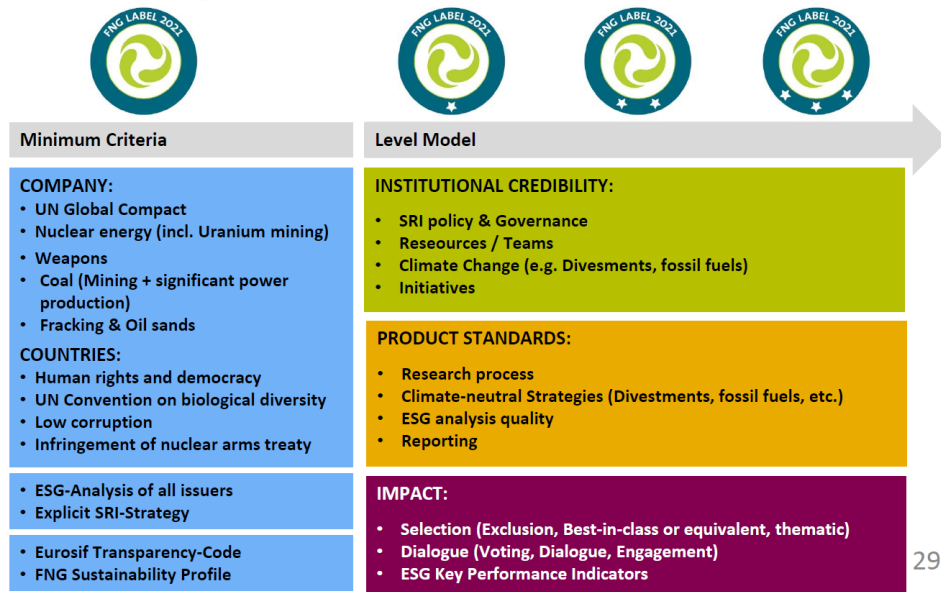 FNG LABEL 2021
FNG LABEL 2021
FNG LABEL 2021
FNG LABEL 2021
Minimum Criteria
Level Model
COMPANY:
• UN Global Compact
• Nuclear energy (incl. Uranium mining)
• Weapons
• Coal (Mining + significant power
production)
• Fracking & Oil sands
COUNTRIES:
• Human rights and democracy
• UN Convention on biological diversity
• Low corruption
• Infringement of nuclear arms treaty
• ESG-Analysis of all issuers
• Explicit SRI-Strategy
• Eurosif Transparency-Code
• FNG Sustainability Profile
INSTITUTIONAL CREDIBILITY:
• SRI policy & Governance
• Reseources / Teams
• Climate Change (e.g. Divesments, fossil fuels)
• Initiatives
PRODUCT STANDARDS:
• Research process
• Climate-neutral Strategies (Divestments, fossil fuels, etc.)
• ESG analysis quality
• Reporting
IMPACT:
• Selection (Exclusion, Best-in-class or equivalent, thematic)
• Dialogue (Voting, Dialogue, Engagement)
• ESG Key Performance Indicators
29